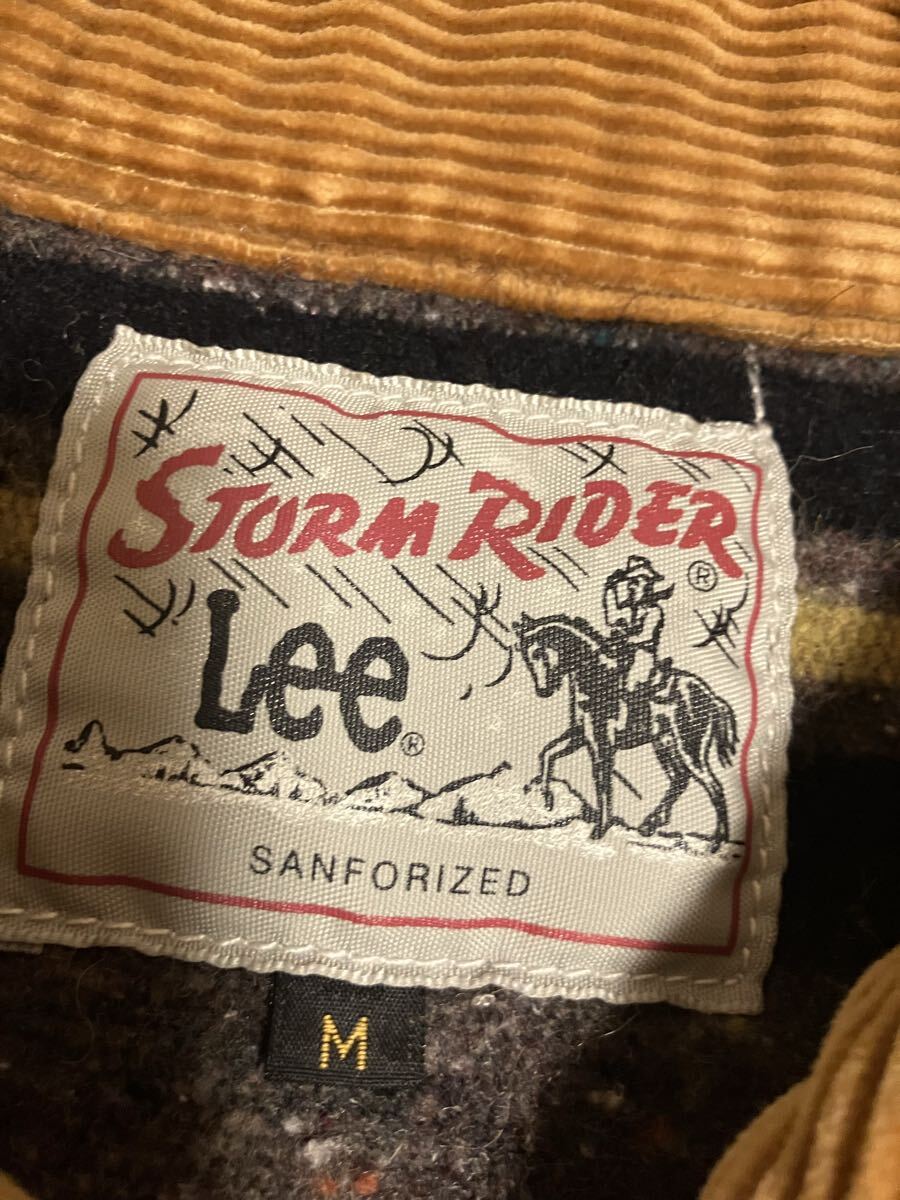 STORM RIDER ®
Lee ®
SANFORIZED
M